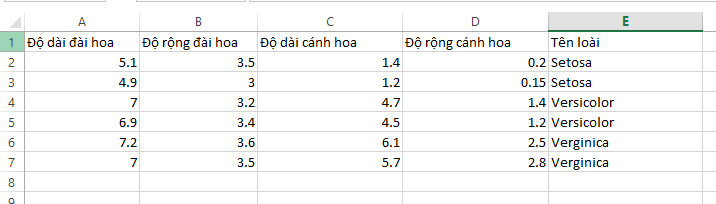 A B C D E
1 Độ dài đài hoa Độ rộng đài hoa Độ dài cánh hoa Độ rộng cánh hoa Tên loài
2 5.1 3.5 1.4 0.2 Setosa
3 4.9 3 1.2 0.15 Setosa
4 7 3.2 4.7 1.4 Versicolor
5 6.9 3.4 4.5 1.2 Versicolor
6 7.2 3.6 6.1 2.5 Verginica
7 7 3.5 5.7 2.8 Verginica
8
9